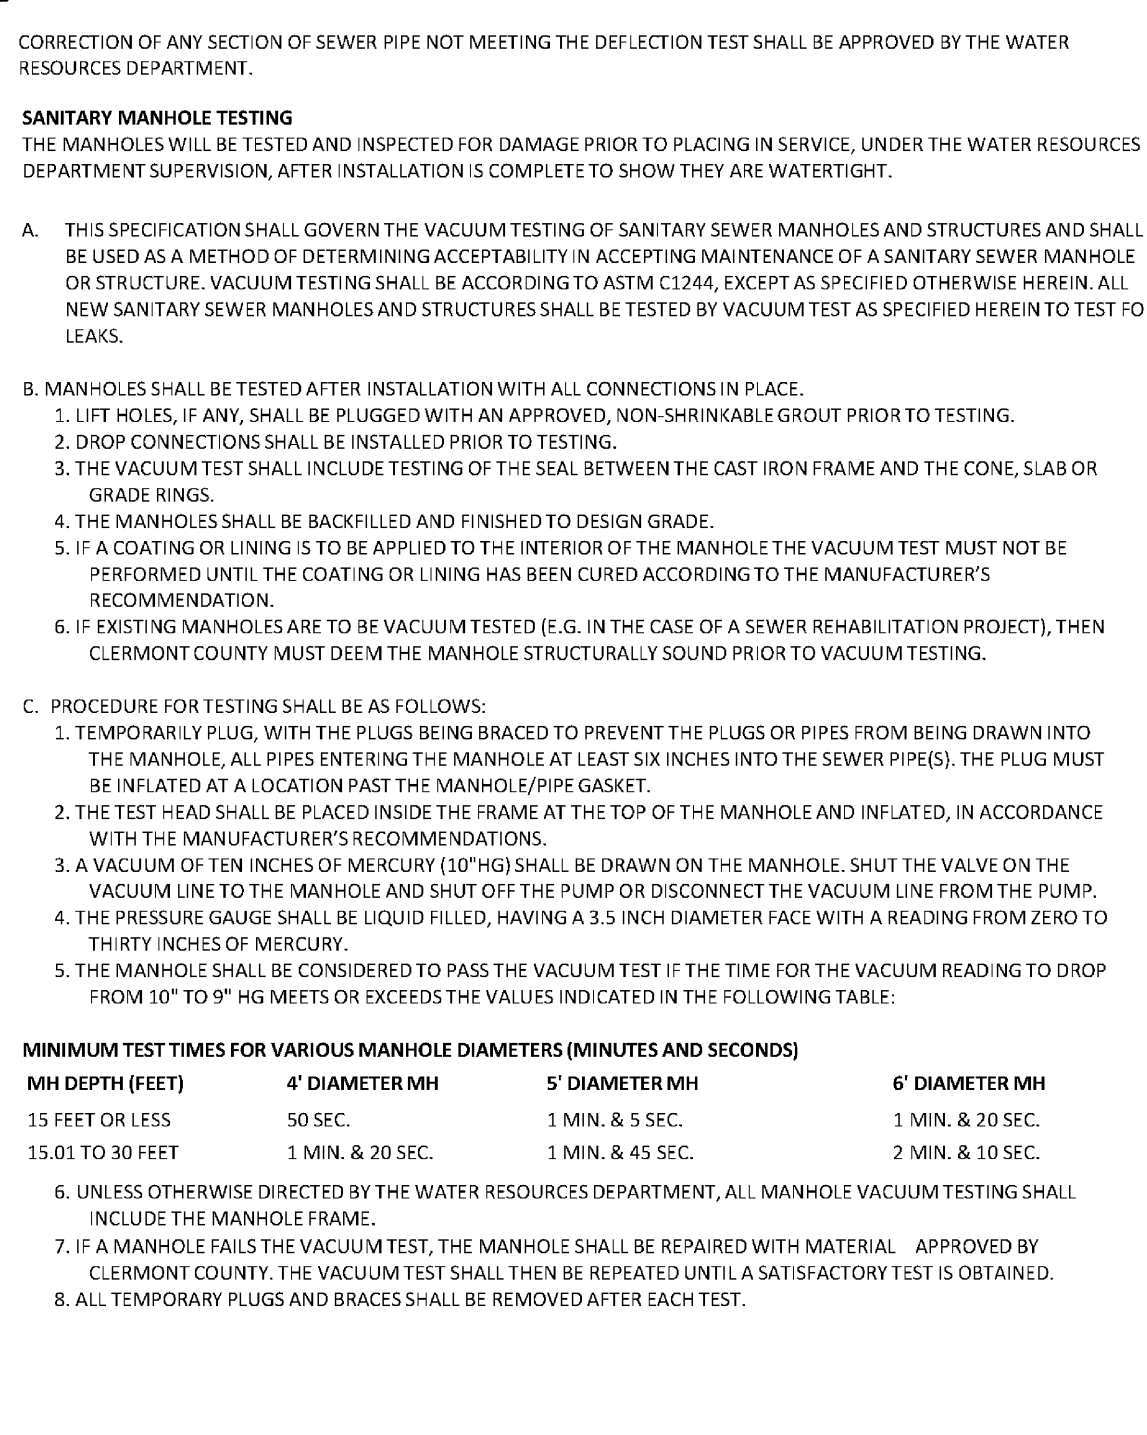 CORRECTION OF ANY SECTION OF SEWER PIPE NOT MEETING THE DEFLECTION TEST SHALL BE APPROVED BY THE WATER
RESOURCES DEPARTMENT.
SANITARY MANHOLE TESTING
THE MANHOLES WILL BE TESTED AND INSPECTED FOR DAMAGE PRIOR TO PLACING IN SERVICE, UNDER THE WATER RESOURCES
DEPARTMENT SUPERVISION, AFTER INSTALLATION IS COMPLETE TO SHOW THEY ARE WATERTIGHT.
A. THIS SPECIFICATION SHALL GOVERN THE VACUUM TESTING OF SANITARY SEWER MANHOLES AND STRUCTURES AND SHALL
BE USED AS A METHOD OF DETERMINING ACCEPTABILITY IN ACCEPTING MAINTENANCE OF A SANITARY SEWER MANHOLE
OR STRUCTURE. VACUUM TESTING SHALL BE ACCORDING TO ASTM C1244, EXCEPT AS SPECIFIED OTHERWISE HEREIN. ALL
NEW SANITARY SEWER MANHOLES AND STRUCTURES SHALL BE TESTED BY VACUUM TEST AS SPECIFIED HEREIN TO TEST FO
LEAKS.
B. MANHOLES SHALL BE TESTED AFTER INSTALLATION WITH ALL CONNECTIONS IN PLACE.
1. LIFT HOLES, IF ANY, SHALL BE PLUGGED WITH AN APPROVED, NON-SHRINKABLE GROUT PRIOR TO TESTING.
2. DROP CONNECTIONS SHALL BE INSTALLED PRIOR TO TESTING.
3. THE VACUUM TEST SHALL INCLUDE TESTING OF THE SEAL BETWEEN THE CAST IRON FRAME AND THE CONE, SLAB OR
GRADE RINGS.
4. THE MANHOLES SHALL BE BACKFILLED AND FINISHED TO DESIGN GRADE.
5. IF A COATING OR LINING IS TO BE APPLIED TO THE INTERIOR OF THE MANHOLE THE VACUUM TEST MUST NOT BE
PERFORMED UNTIL THE COATING OR LINING HAS BEEN CURED ACCORDING TO THE MANUFACTURER’S
RECOMMENDATION.
6. IF EXISTING MANHOLES ARE TO BE VACUUM TESTED (E.G. IN THE CASE OF A SEWER REHABILITATION PROJECT), THEN
CLERMONT COUNTY MUST DEEM THE MANHOLE STRUCTURALLY SOUND PRIOR TO VACUUM TESTING.
C. PROCEDURE FOR TESTING SHALL BE AS FOLLOWS:
1. TEMPORARILY PLUG, WITH THE PLUGS BEING BRACED TO PREVENT THE PLUGS OR PIPES FROM BEING DRAWN INTO
THE MANHOLE, ALL PIPES ENTERING THE MANHOLE AT LEAST SIX INCHES INTO THE SEWER PIPE(S). THE PLUG MUST
BE INFLATED AT A LOCATION PAST THE MANHOLE/PIPE GASKET.
2. THE TEST HEAD SHALL BE PLACED INSIDE THE FRAME AT THE TOP OF THE MANHOLE AND INFLATED, IN ACCORDANCE
WITH THE MANUFACTURER’S RECOMMENDATIONS.
3. A VACUUM OF TEN INCHES OF MERCURY (10"HG) SHALL BE DRAWN ON THE MANHOLE. SHUT THE VALVE ON THE
VACUUM LINE TO THE MANHOLE AND SHUT OFF THE PUMP OR DISCONNECT THE VACUUM LINE FROM THE PUMP.
4. THE PRESSURE GAUGE SHALL BE LIQUID FILLED, HAVING A 3.5 INCH DIAMETER FACE WITH A READING FROM ZERO TO
THIRTY INCHES OF MERCURY.
5. THE MANHOLE SHALL BE CONSIDERED TO PASS THE VACUUM TEST IF THE TIME FOR THE VACUUM READING TO DROP
FROM 10" TO 9" HG MEETS OR EXCEEDS THE VALUES INDICATED IN THE FOLLOWING TABLE:
MINIMUM TEST TIMES FOR VARIOUS MANHOLE DIAMETERS (MINUTES AND SECONDS)
MH DEPTH (FEET) 4' DIAMETER MH 5' DIAMETER MH 6' DIAMETER MH
15 FEET OR LESS 50 SEC. 1 MIN. & 5 SEC. 1 MIN. & 20 SEC.
15.01 TO 30 FEET 1 MIN. & 20 SEC. 1 MIN. & 45 SEC. 2 MIN. & 10 SEC.
6. UNLESS OTHERWISE DIRECTED BY THE WATER RESOURCES DEPARTMENT, ALL MANHOLE VACUUM TESTING SHALL
INCLUDE THE MANHOLE FRAME.
7. IF A MANHOLE FAILS THE VACUUM TEST, THE MANHOLE SHALL BE REPAIRED WITH MATERIAL APPROVED BY
CLERMONT COUNTY. THE VACUUM TEST SHALL THEN BE REPEATED UNTIL A SATISFACTORY TEST IS OBTAINED.
8. ALL TEMPORARY PLUGS AND BRACES SHALL BE REMOVED AFTER EACH TEST.